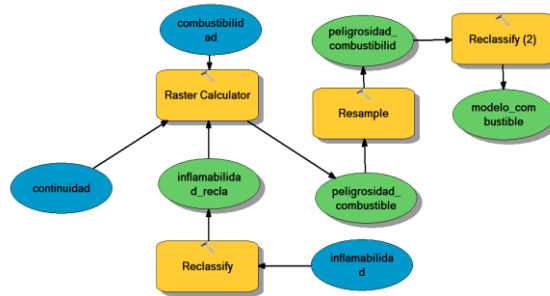 combustibilid
ad
peligrosidad_
combustibilid
Reclassify (2)
Raster Calculator
Resample
modelo_com
bustible
continuidad
inflamabilida
d_recla
peligrosidad_
combustible
Reclassify
inflamabilida
d